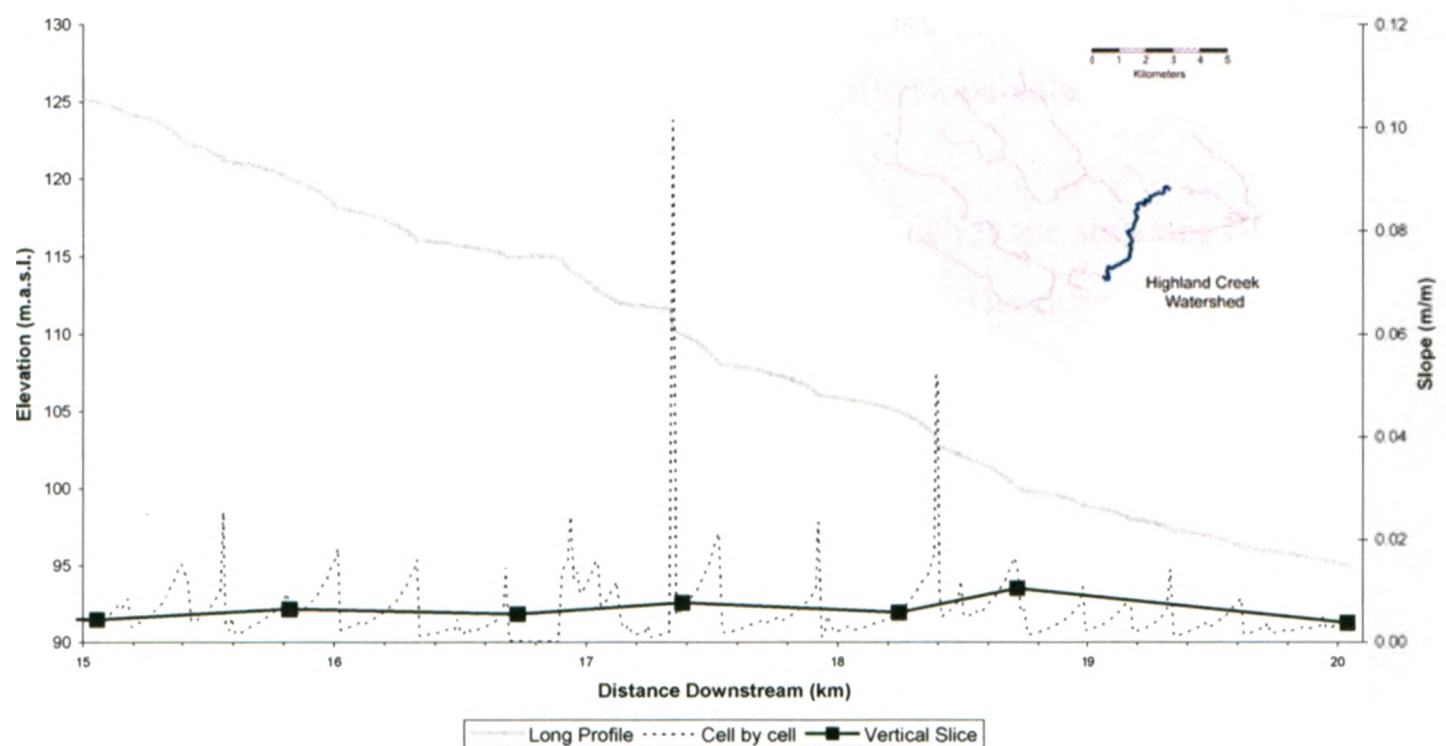 130
125
120
115
110
105
100
95
90
Elevation (m.a.s.l.)
0.12
0.10
0.08
0.06
0.04
0.02
0.00
Slope (m/m)
0 1 2 3 4 5
Kilometers
Highland Creek
Watershed
15 16 17 18 19 20
Distance Downstream (km)
Long Profile Cell by cell Vertical Slice